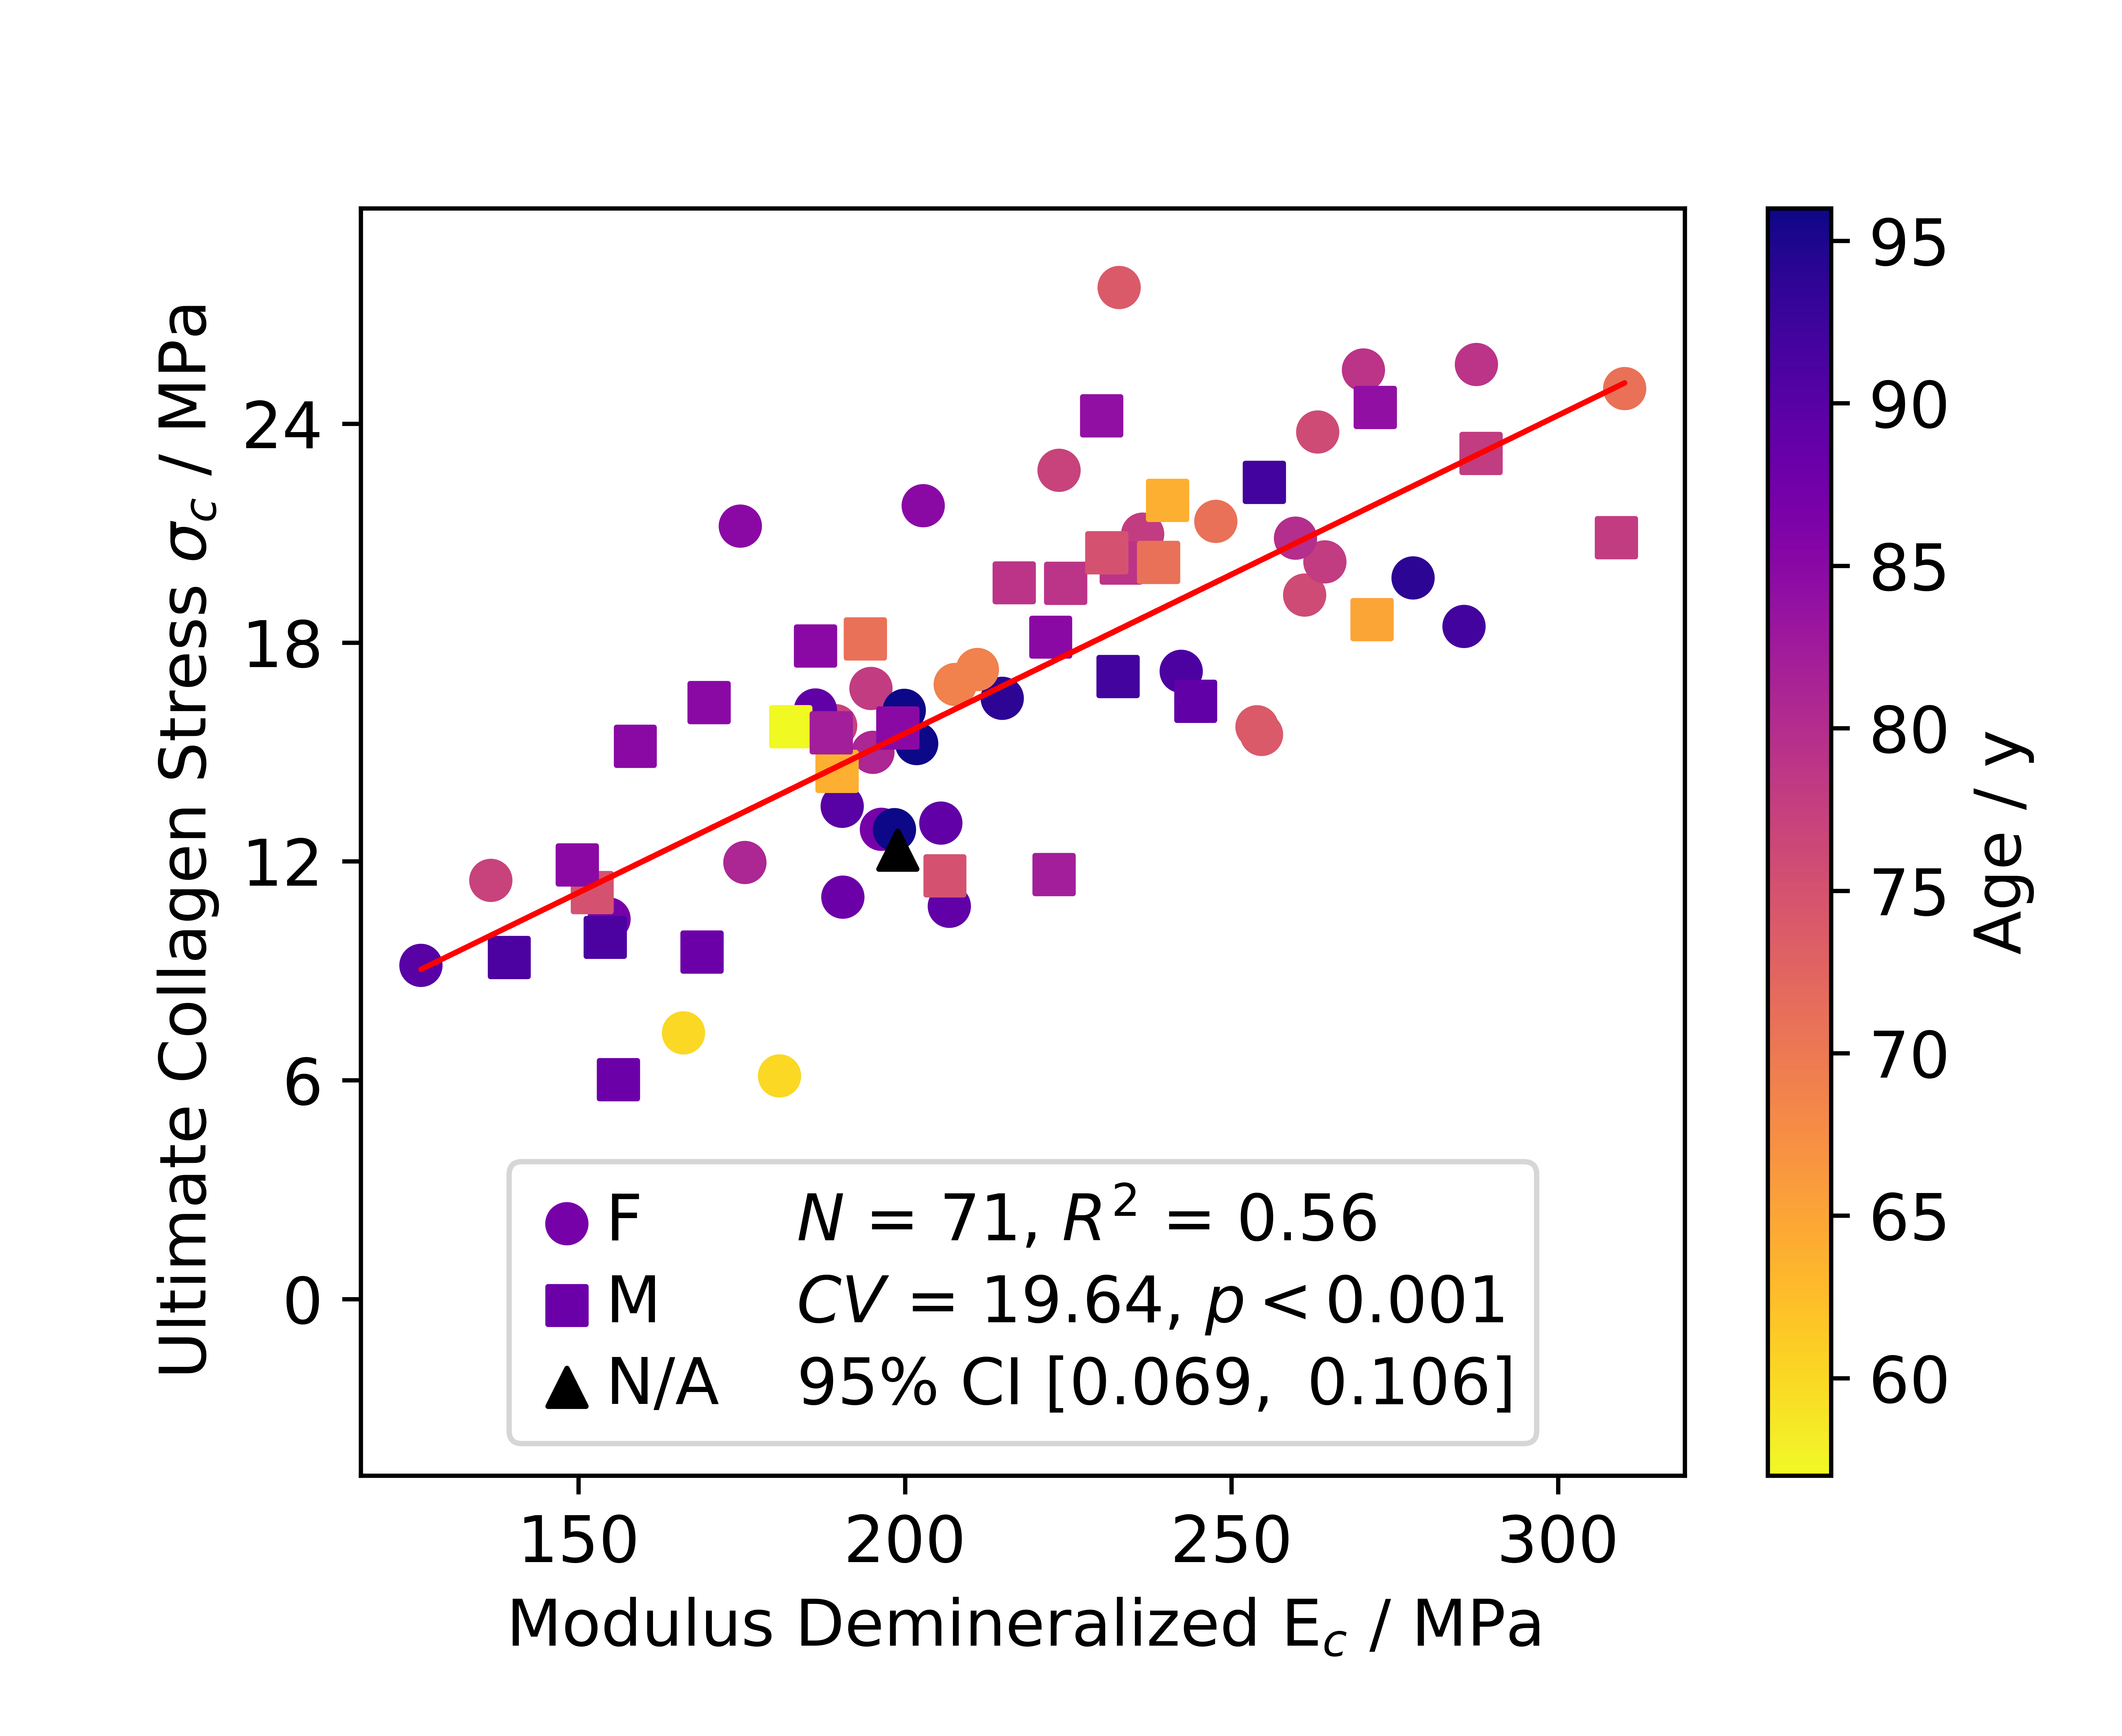 Ultimate Collagen Stress σc / MPa
24
18
12
6
0
F N = 71, R² = 0.56
M CV = 19.64, p < 0.001
N/A 95% CI [0.069, 0.106]
150 200 250 300
Modulus Demineralized Ec / MPa
95
90
85
80
75
70
65
60
Age / y